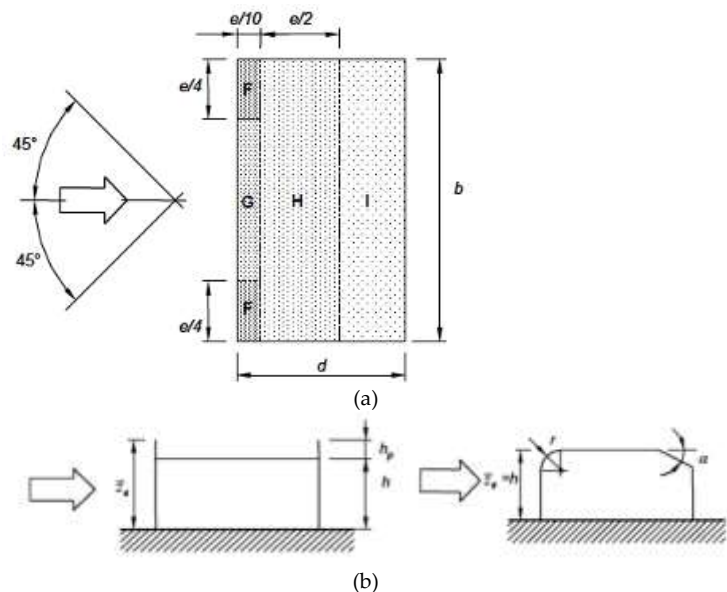 e/10 e/2
e/4
F
45°
G H I b
45°
F
e/4
d
(a)
z_e
h_p
h
r
α
z_e =h
(b)